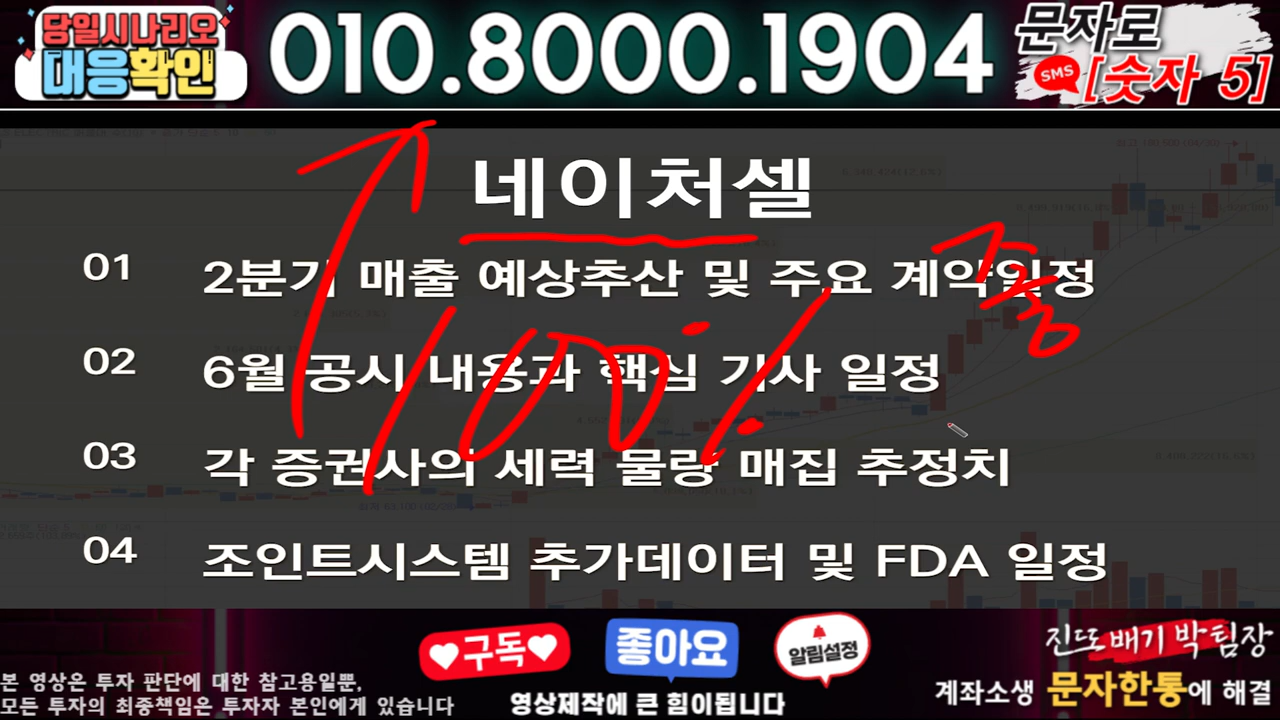 당일시나리오
대응확인
010.8000.1904
문자로
SMS [숫자 5]
네이처셀
01 2분기 매출 예상추산 및 주요 계약일정
02 6월 공시 내용과 핵심 기사 일정
03 각 증권사의 세력 물량 매집 추정치
04 조인트시스템 추가데이터 및 FDA 일정
100%
구독
좋아요
알림설정
영상제작에 큰 힘이됩니다
본 영상은 투자 판단에 대한 참고용일뿐,
모든 투자의 최종책임은 투자자 본인에게 있습니다
진또배기 박팀장
계좌소생 문자한통에 해결